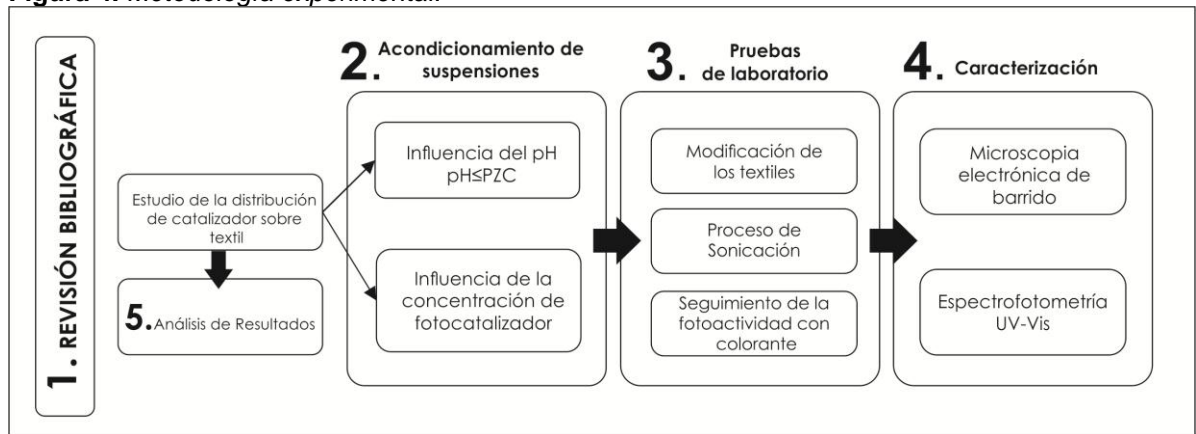 1. REVISIÓN BIBLIOGRÁFICA
Estudio de la distribución
de catalizador sobre
textil
5. Análisis de Resultados
2. Acondicionamiento de
suspensiones
Influencia del pH
pH≤PZC
Influencia de la
concentración de
fotocatalizador
3. Pruebas
de laboratorio
Modificación de
los textiles
Proceso de
Sonicación
Seguimiento de la
fotoactividad con
colorante
4. Caracterización
Microscopia
electrónica de
barrido
Espectrofotometría
UV-Vis